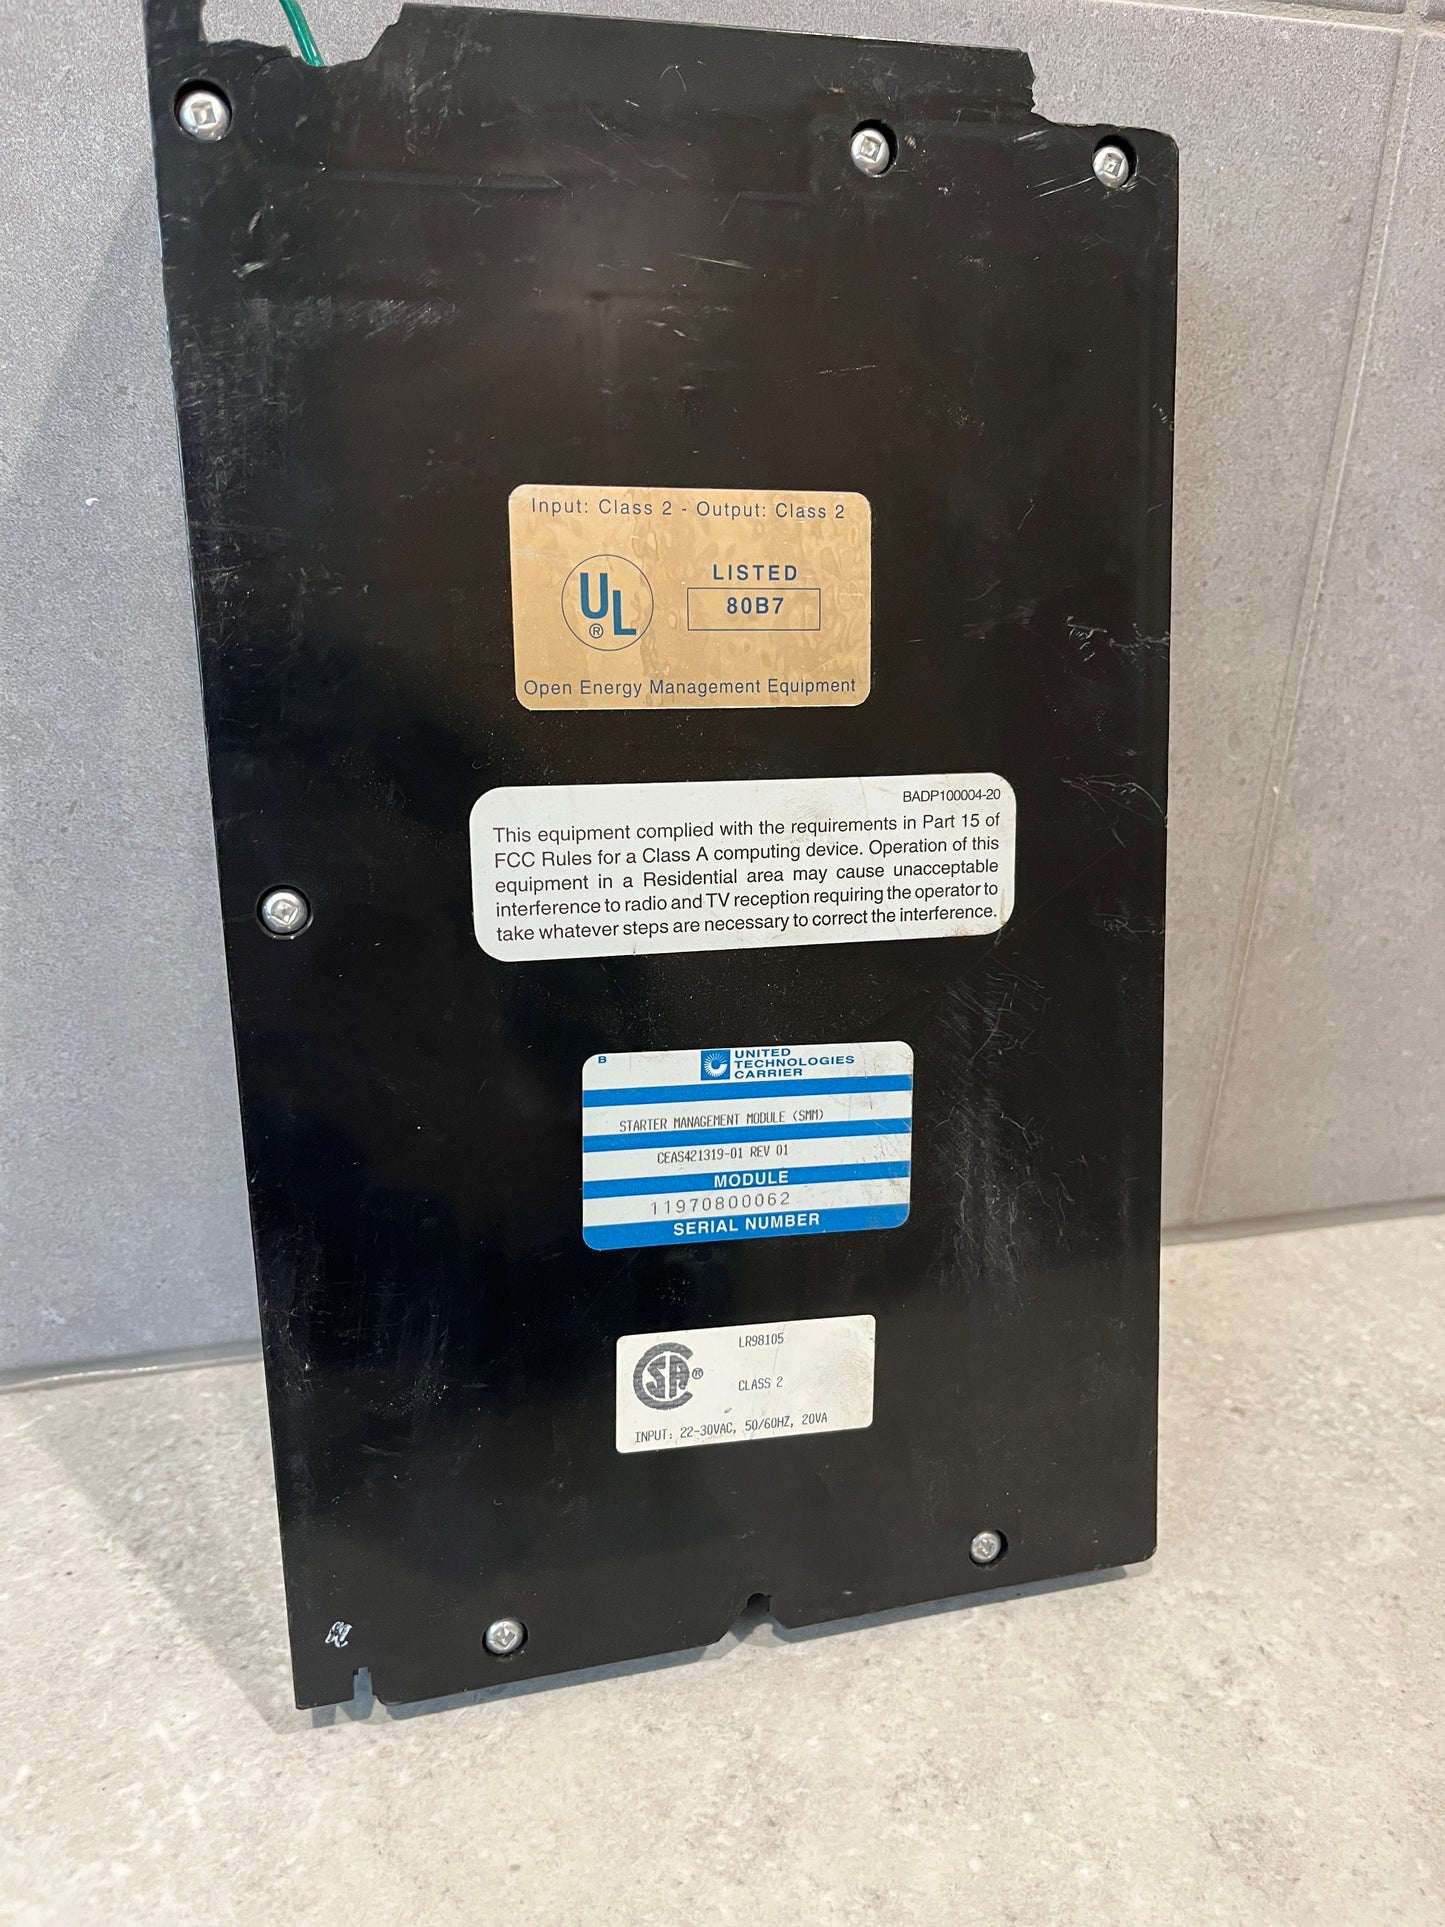 Input: Class 2 - Output: Class 2
UL
®
LISTED
80B7
Open Energy Management Equipment
BADP100004-20
This equipment complied with the requirements in Part 15 of
FCC Rules for a Class A computing device. Operation of this
equipment in a Residential area may cause unacceptable
interference to radio and TV reception requiring the operator to
take whatever steps are necessary to correct the interference.
B
UNITED
TECHNOLOGIES
CARRIER
STARTER MANAGEMENT MODULE (SMM)
CEAS421319-01 REV 01
MODULE
11970800062
SERIAL NUMBER
LR98105
CSA®
CLASS 2
INPUT: 22-30VAC, 50/60HZ, 20VA